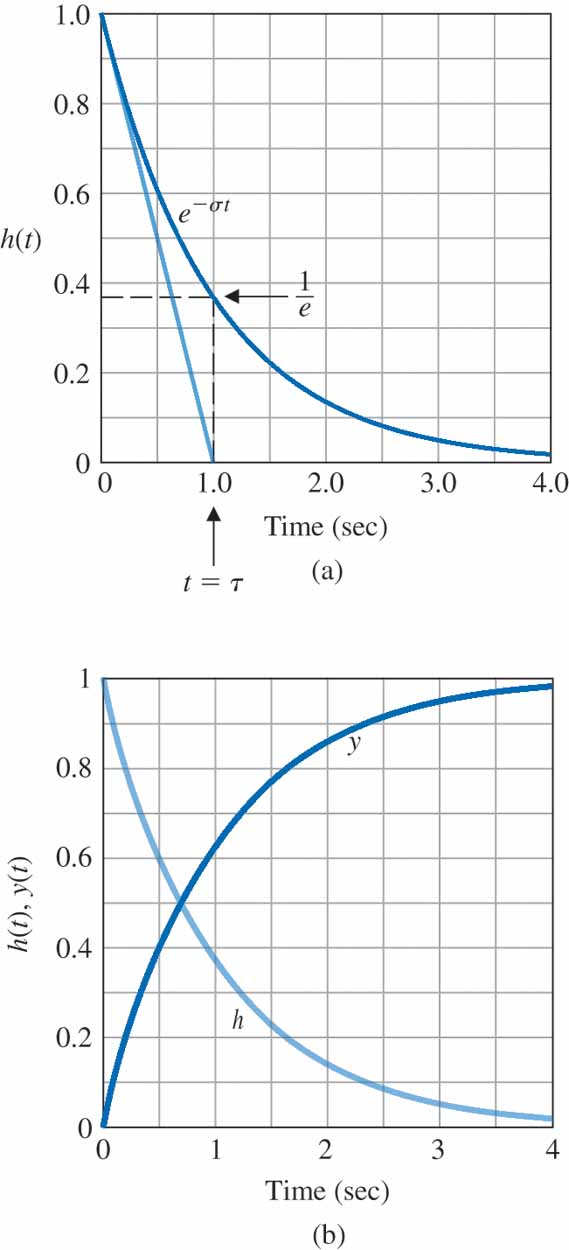 1.0
0.8
0.6
0.4
0.2
0
h(t)
e^{−σt}
1/e
0 1.0 2.0 3.0 4.0
Time (sec)
t = τ
(a)
1
0.8
0.6
0.4
0.2
0
h(t), y(t)
y
h
0 1 2 3 4
Time (sec)
(b)